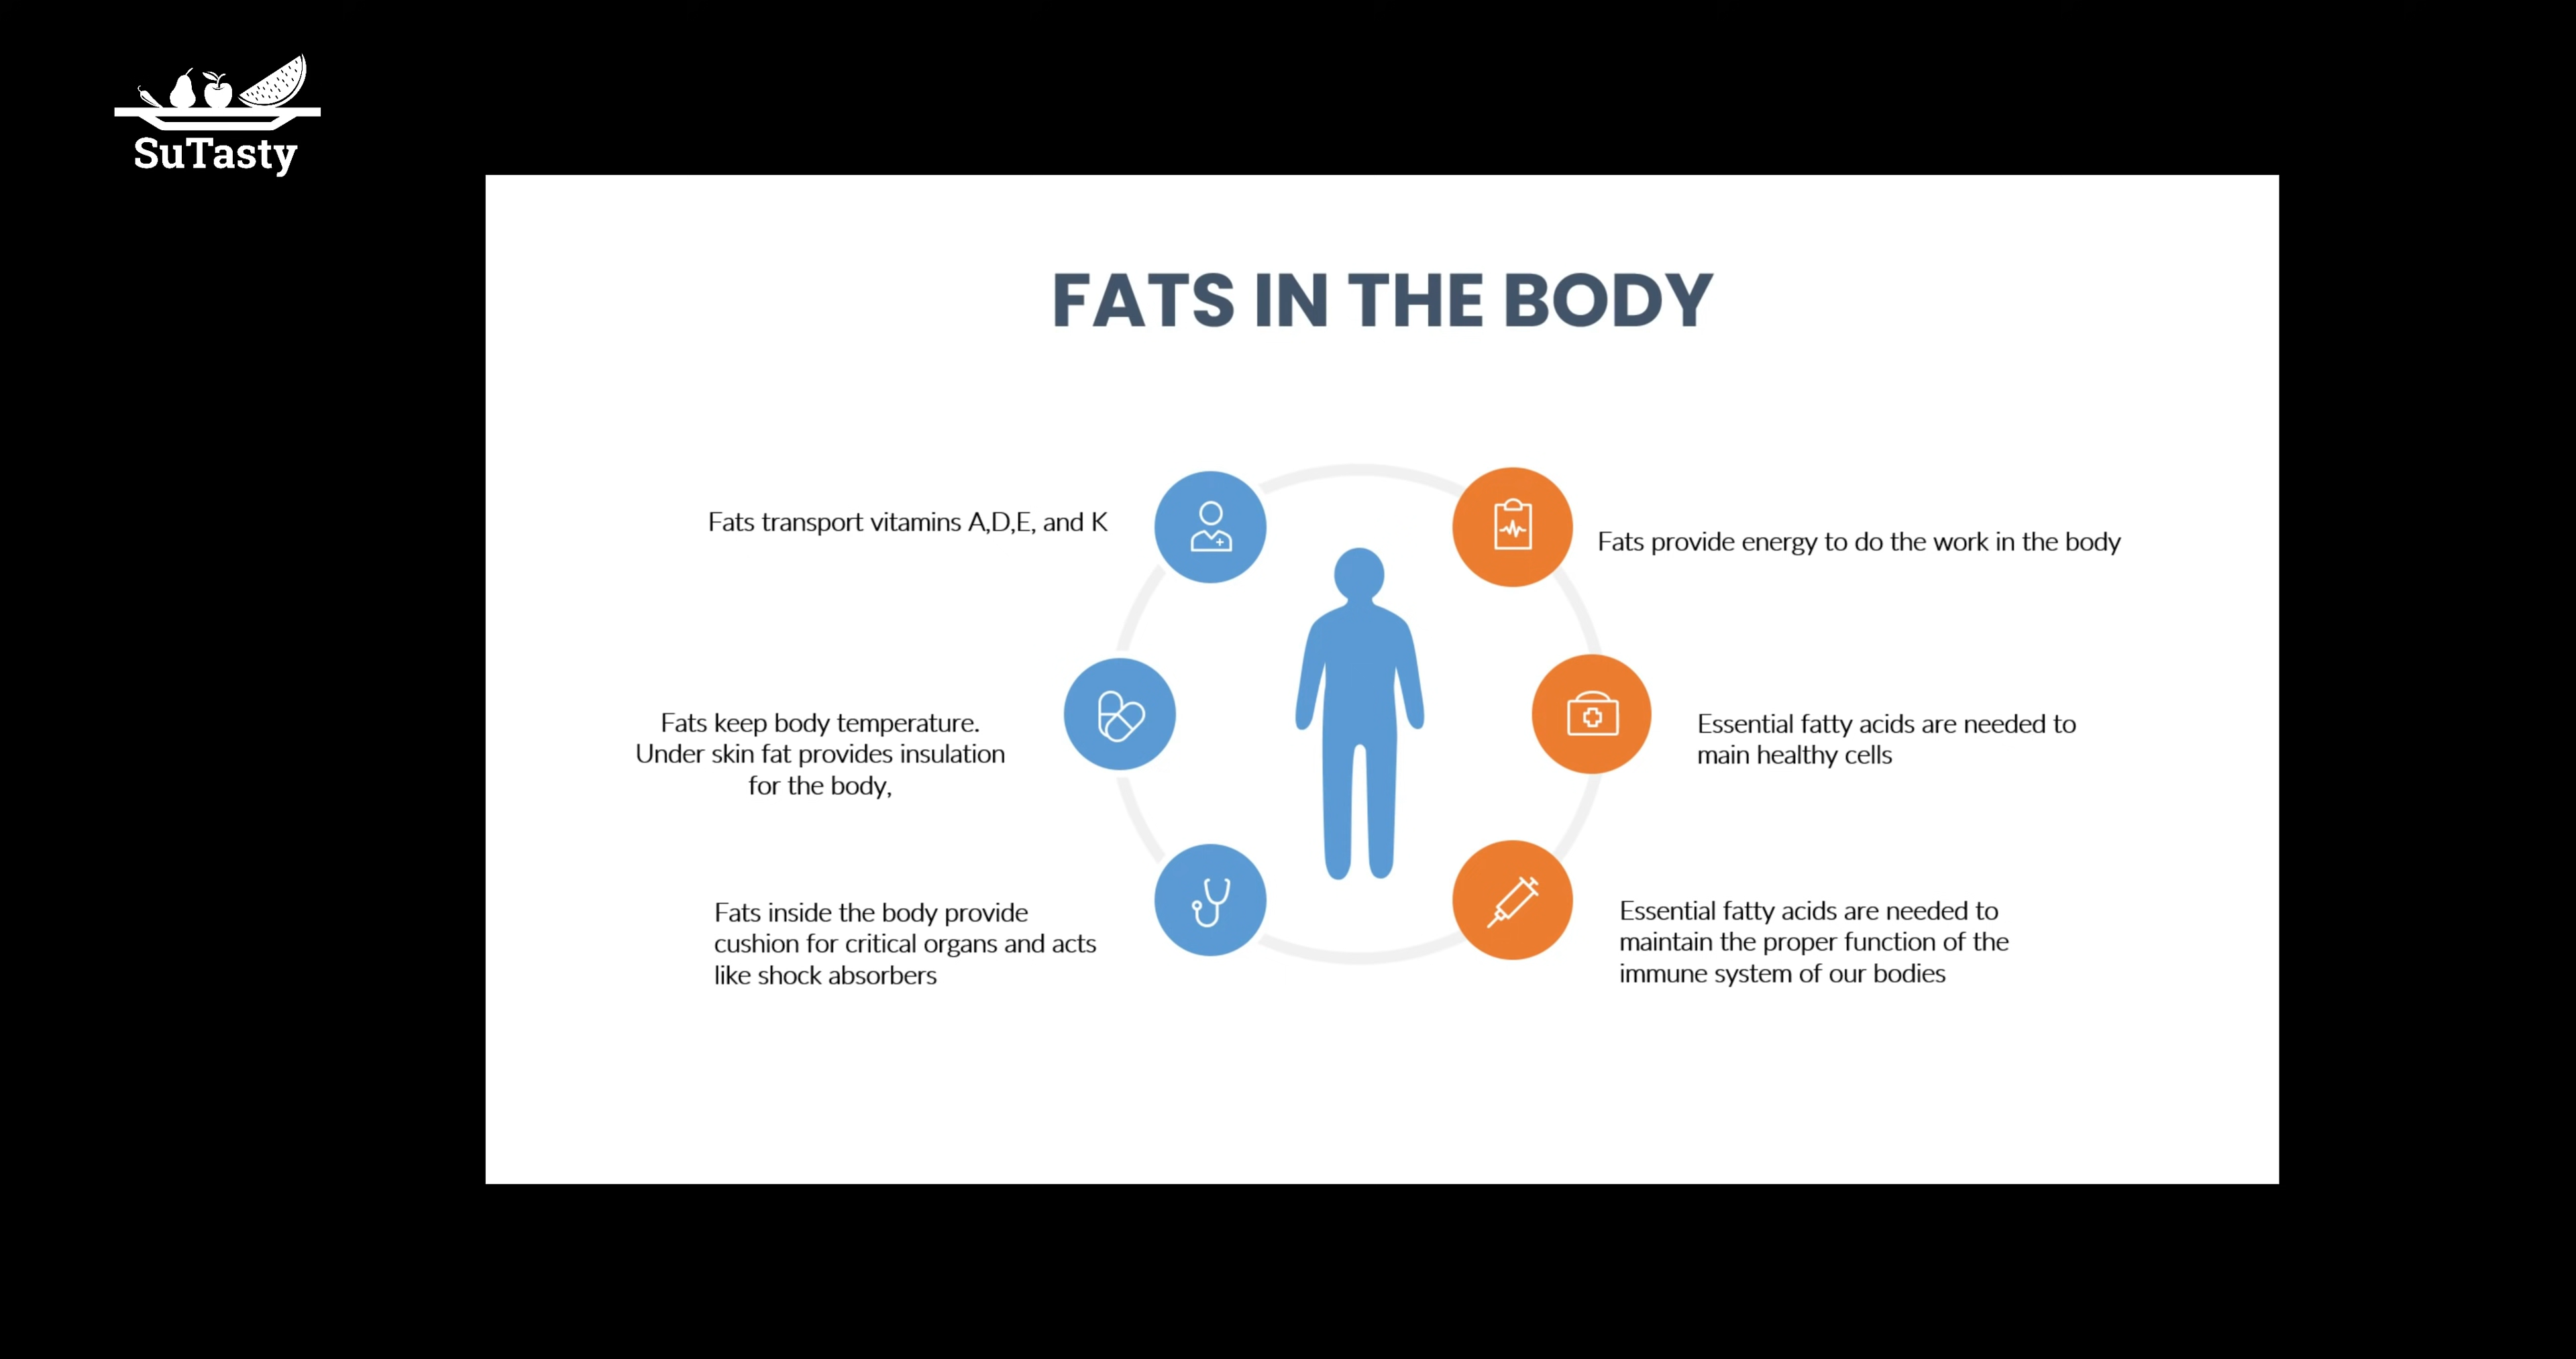 SuTasty
FATS IN THE BODY
Fats transport vitamins A,D,E, and K
Fats provide energy to do the work in the body
Fats keep body temperature.
Under skin fat provides insulation
for the body,
Essential fatty acids are needed to
main healthy cells
Fats inside the body provide
cushion for critical organs and acts
like shock absorbers
Essential fatty acids are needed to
maintain the proper function of the
immune system of our bodies